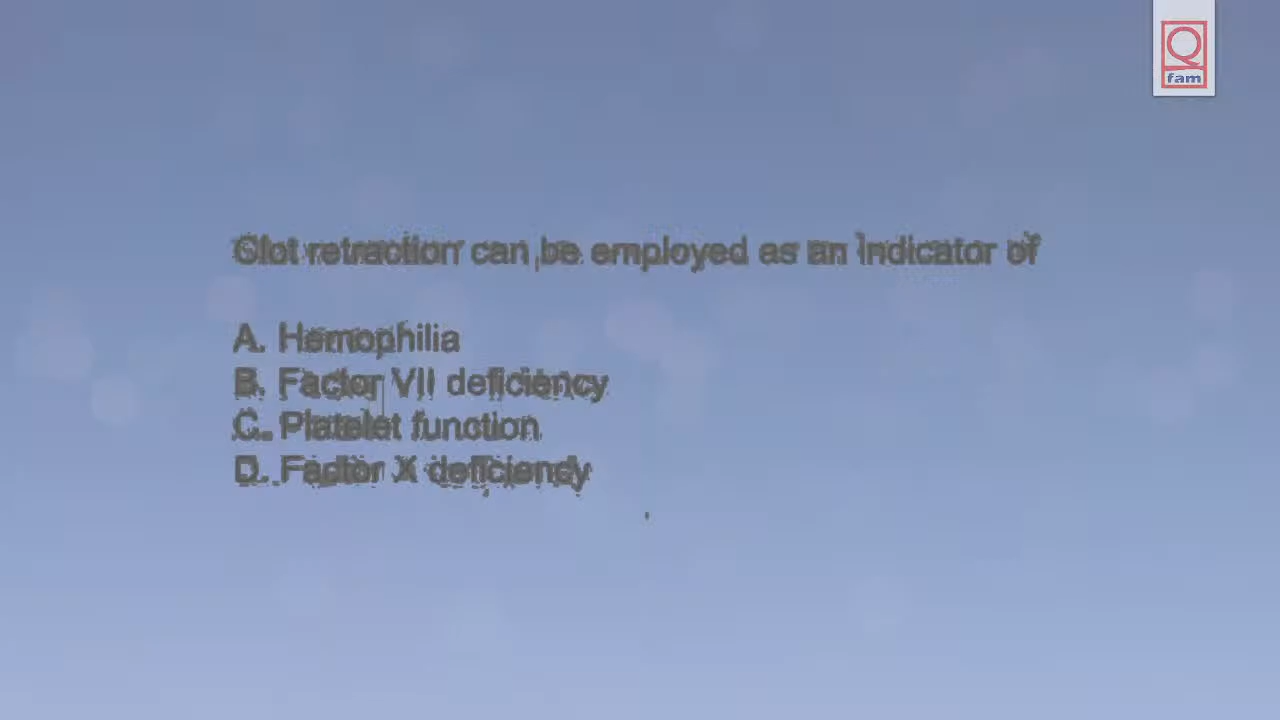 Q
fam
Clot retraction can be employed as an indicator of
A. Hemophilia
B. Factor VII deficiency
C. Platelet function
D. Factor X deficiency